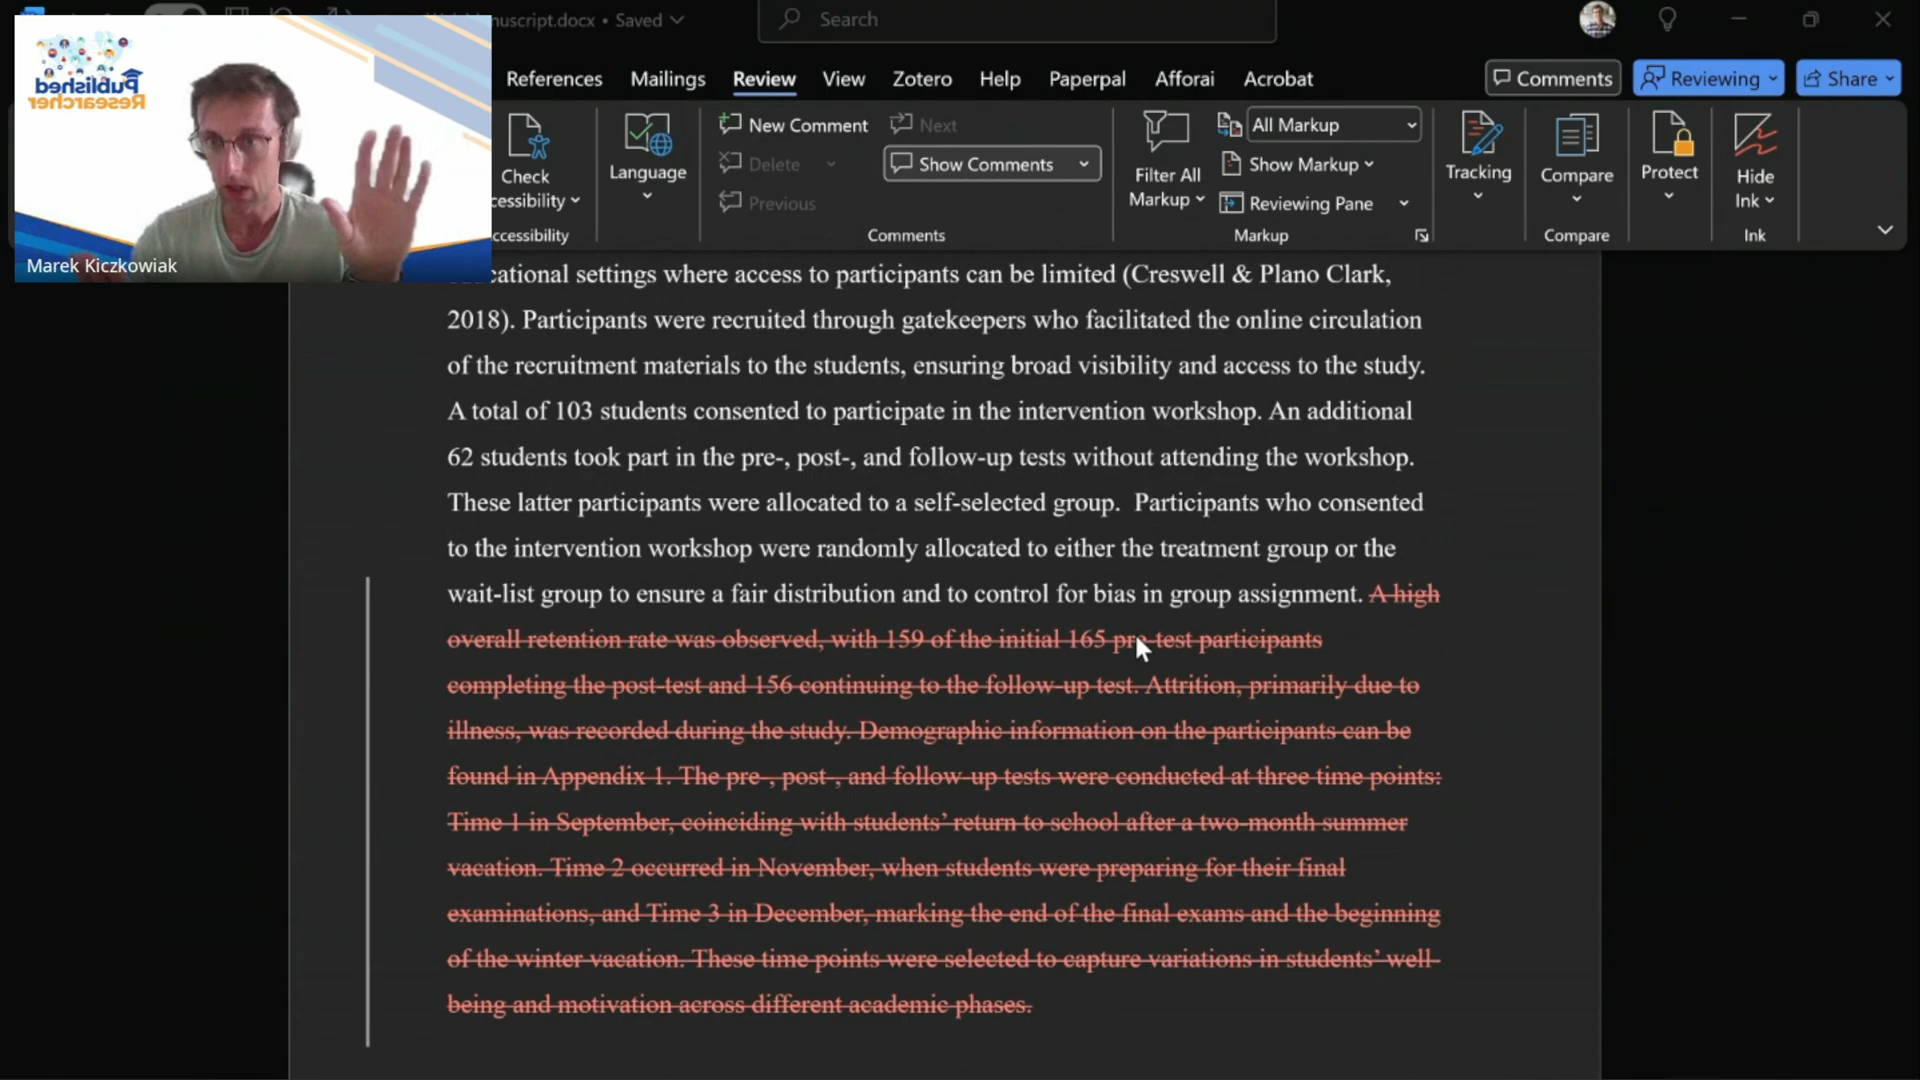 nuscript.docx • Saved
Search
Published
Researcher
Marek Kiczkowiak
References
Mailings
Review
View
Zotero
Help
Paperpal
Afforai
Acrobat
Comments
Reviewing
Share
Check
ccessibility
ccessibility
Language
New Comment
Next
Delete
Show Comments
Previous
Comments
Filter All
Markup
All Markup
Show Markup
Reviewing Pane
Markup
Tracking
Compare
Compare
Protect
Hide
Ink
Ink
cational settings where access to participants can be limited (Creswell & Plano Clark,
2018). Participants were recruited through gatekeepers who facilitated the online circulation
of the recruitment materials to the students, ensuring broad visibility and access to the study.
A total of 103 students consented to participate in the intervention workshop. An additional
62 students took part in the pre-, post-, and follow-up tests without attending the workshop.
These latter participants were allocated to a self-selected group. Participants who consented
to the intervention workshop were randomly allocated to either the treatment group or the
wait-list group to ensure a fair distribution and to control for bias in group assignment. A high
overall retention rate was observed, with 159 of the initial 165 pre-test participants
completing the post-test and 156 continuing to the follow-up test. Attrition, primarily due to
illness, was recorded during the study. Demographic information on the participants can be
found in Appendix 1. The pre-, post-, and follow-up tests were conducted at three time points:
Time 1 in September, coinciding with students’ return to school after a two-month summer
vacation. Time 2 occurred in November, when students were preparing for their final
examinations, and Time 3 in December, marking the end of the final exams and the beginning
of the winter vacation. These time points were selected to capture variations in students’ well-
being and motivation across different academic phases.